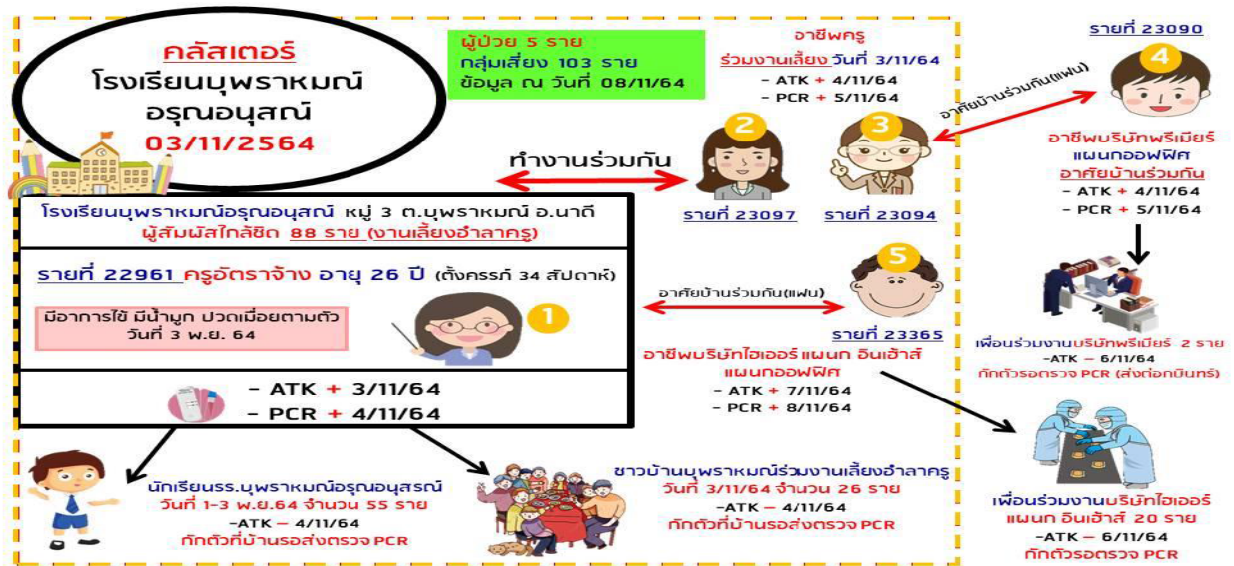 คลัสเตอร์
โรงเรียนบุพราหมณ์
อรุณอนุสณ์
03/11/2564
ผู้ป่วย 5 ราย
กลุ่มเสี่ยง 103 ราย
ข้อมูล ณ วันที่ 08/11/64
อาชีพครู
ร่วมงานเลี้ยง วันที่ 3/11/64
- ATK + 4/11/64
- PCR + 5/11/64
2
3
ทำงานร่วมกัน
รายที่ 23097
รายที่ 23094
อาศัยบ้านร่วมกัน(แฟน)
รายที่ 23090
4
อาชีพบริษัทพรีเมียร์
แผนกออฟฟิศ
อาศัยบ้านร่วมกัน
- ATK + 4/11/64
- PCR + 5/11/64
เพื่อนร่วมงานบริษัทพรีเมียร์ 2 ราย
-ATK – 6/11/64
กักตัวรอตรวจ PCR (ส่งต่อกบินทร์)
โรงเรียนบุพราหมณ์อรุณอนุสณ์ หมู่ 3 ต.บุพราหมณ์ อ.นาดี
ผู้สัมผัสใกล้ชิด 88 ราย (งานเลี้ยงอำลาครู)
รายที่ 22961 ครูอัตราจ้าง อายุ 26 ปี (ตั้งครรภ์ 34 สัปดาห์)
มีอาการไข้ มีน้ำมูก ปวดเมื่อยตามตัว
วันที่ 3 พ.ย. 64
1
- ATK + 3/11/64
- PCR + 4/11/64
อาศัยบ้านร่วมกัน(แฟน)
5
รายที่ 23365
อาชีพบริษัทไฮเออร์ แผนก อินเฮ้าส์
แผนกออฟฟิศ
- ATK + 7/11/64
- PCR + 8/11/64
เพื่อนร่วมงานบริษัทไฮเออร์
แผนก อินเฮ้าส์ 20 ราย
-ATK – 6/11/64
กักตัวรอตรวจ PCR
นักเรียนรร.บุพราหมณ์อรุณอนุสรณ์
วันที่ 1-3 พ.ย.64 จำนวน 55 ราย
-ATK – 4/11/64
กักตัวที่บ้านรอส่งตรวจ PCR
ชาวบ้านบุพราหมณ์ร่วมงานเลี้ยงอำลาครู
วันที่ 3/11/64 จำนวน 26 ราย
-ATK – 4/11/64
กักตัวที่บ้านรอส่งตรวจ PCR